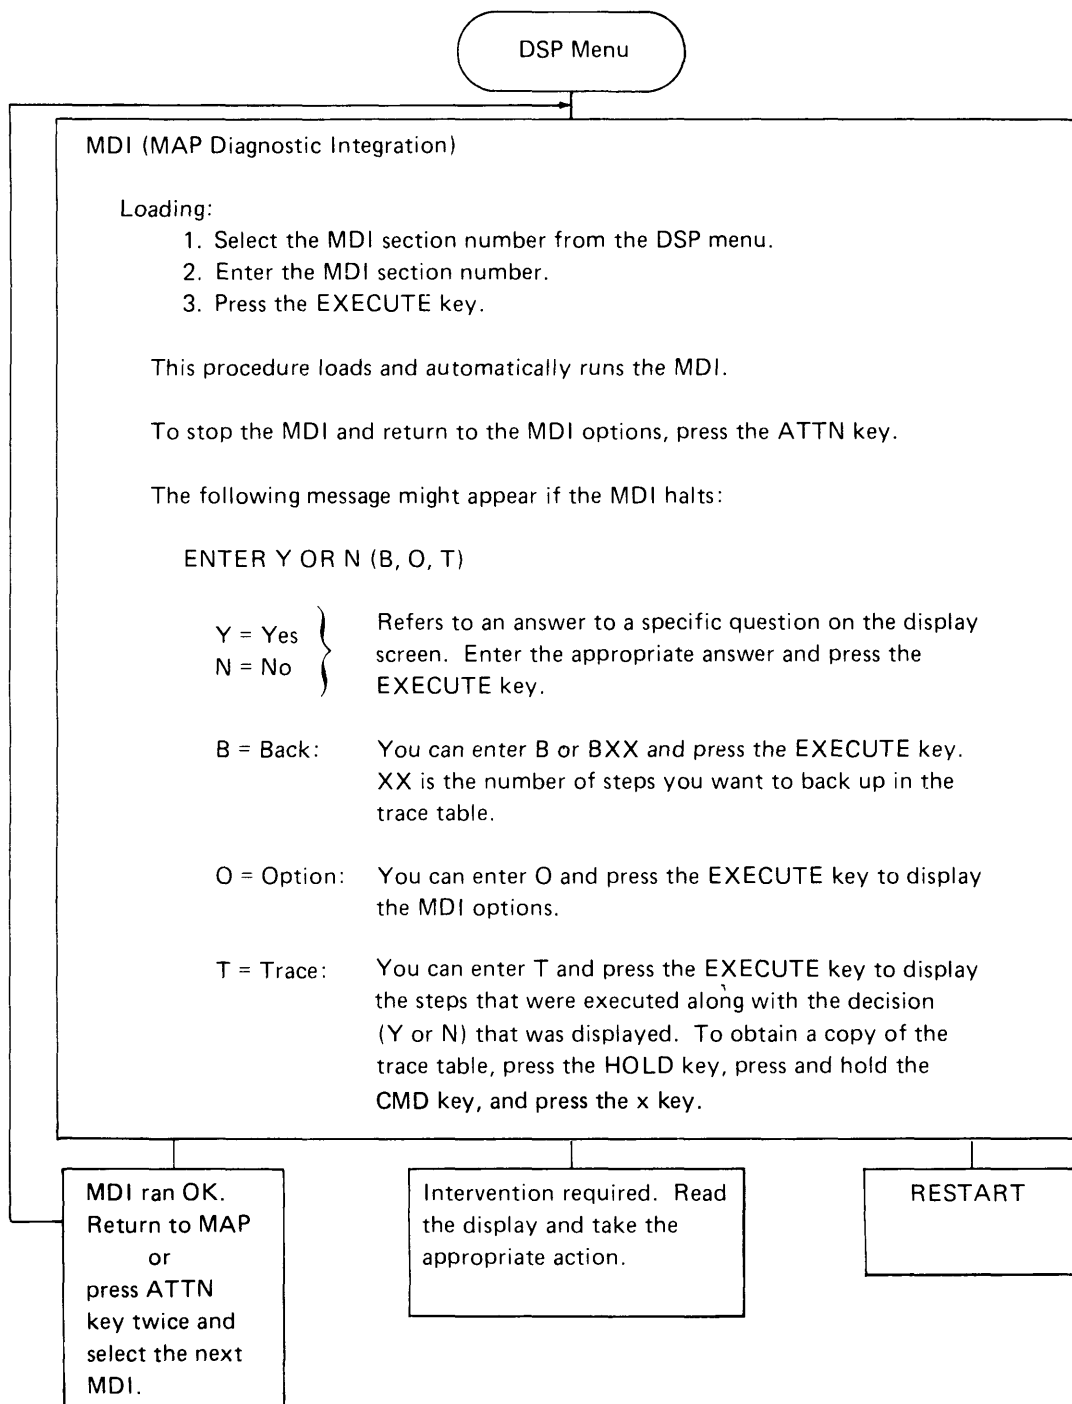 DSP Menu
MDI (MAP Diagnostic Integration)
Loading:
1. Select the MDI section number from the DSP menu.
2. Enter the MDI section number.
3. Press the EXECUTE key.
This procedure loads and automatically runs the MDI.
To stop the MDI and return to the MDI options, press the ATTN key.
The following message might appear if the MDI halts:
ENTER Y OR N (B, O, T)
Y = Yes
N = No
Refers to an answer to a specific question on the display
screen. Enter the appropriate answer and press the
EXECUTE key.
B = Back: You can enter B or BXX and press the EXECUTE key.
XX is the number of steps you want to back up in the
trace table.
O = Option: You can enter O and press the EXECUTE key to display
the MDI options.
T = Trace: You can enter T and press the EXECUTE key to display
the steps that were executed along with the decision
(Y or N) that was displayed. To obtain a copy of the
trace table, press the HOLD key, press and hold the
CMD key, and press the x key.
MDI ran OK.
Return to MAP
or
press ATTN
key twice and
select the next
MDI.
Intervention required. Read
the display and take the
appropriate action.
RESTART